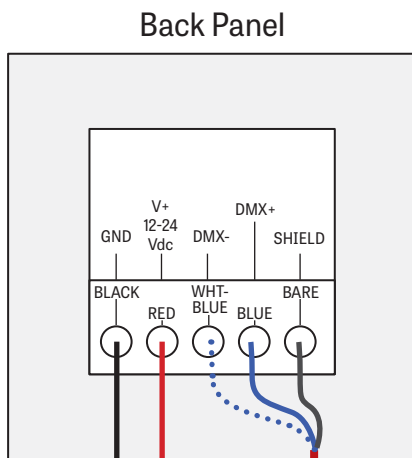 Back Panel
V+
12-24
Vdc
DMX+
GND
DMX-
SHIELD
BLACK
RED
WHT-
BLUE
BLUE
BARE